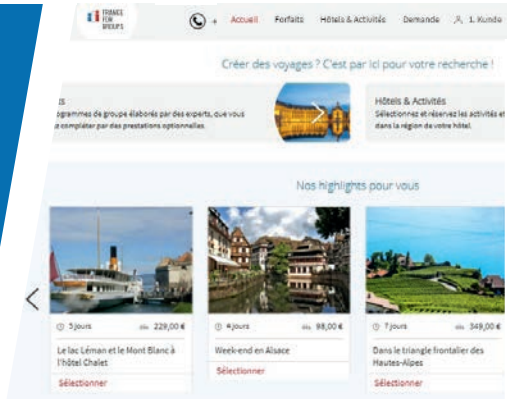 FRANCE
FOR
GROUPS
+ Accueil Forfaits Hôtels & Activités Demande 1. Kunde
Créer des voyages ? C'est par ici pour votre recherche !
ogrammes de groupe élaborés par des experts, que vous
compléter par des prestations optionnelles.
Hôtels & Activités
Sélectionnez et réservez les activités et
dans la région de votre hôtel.
Nos highlights pour vous
5 jours 229,00 €
Le lac Léman et le Mont Blanc à
l'hôtel Chalet
Sélectionner
4 jours 98,00 €
Week-end en Alsace
Sélectionner
7 jours 349,00 €
Dans le triangle frontalier des
Hautes-Alpes
Sélectionner